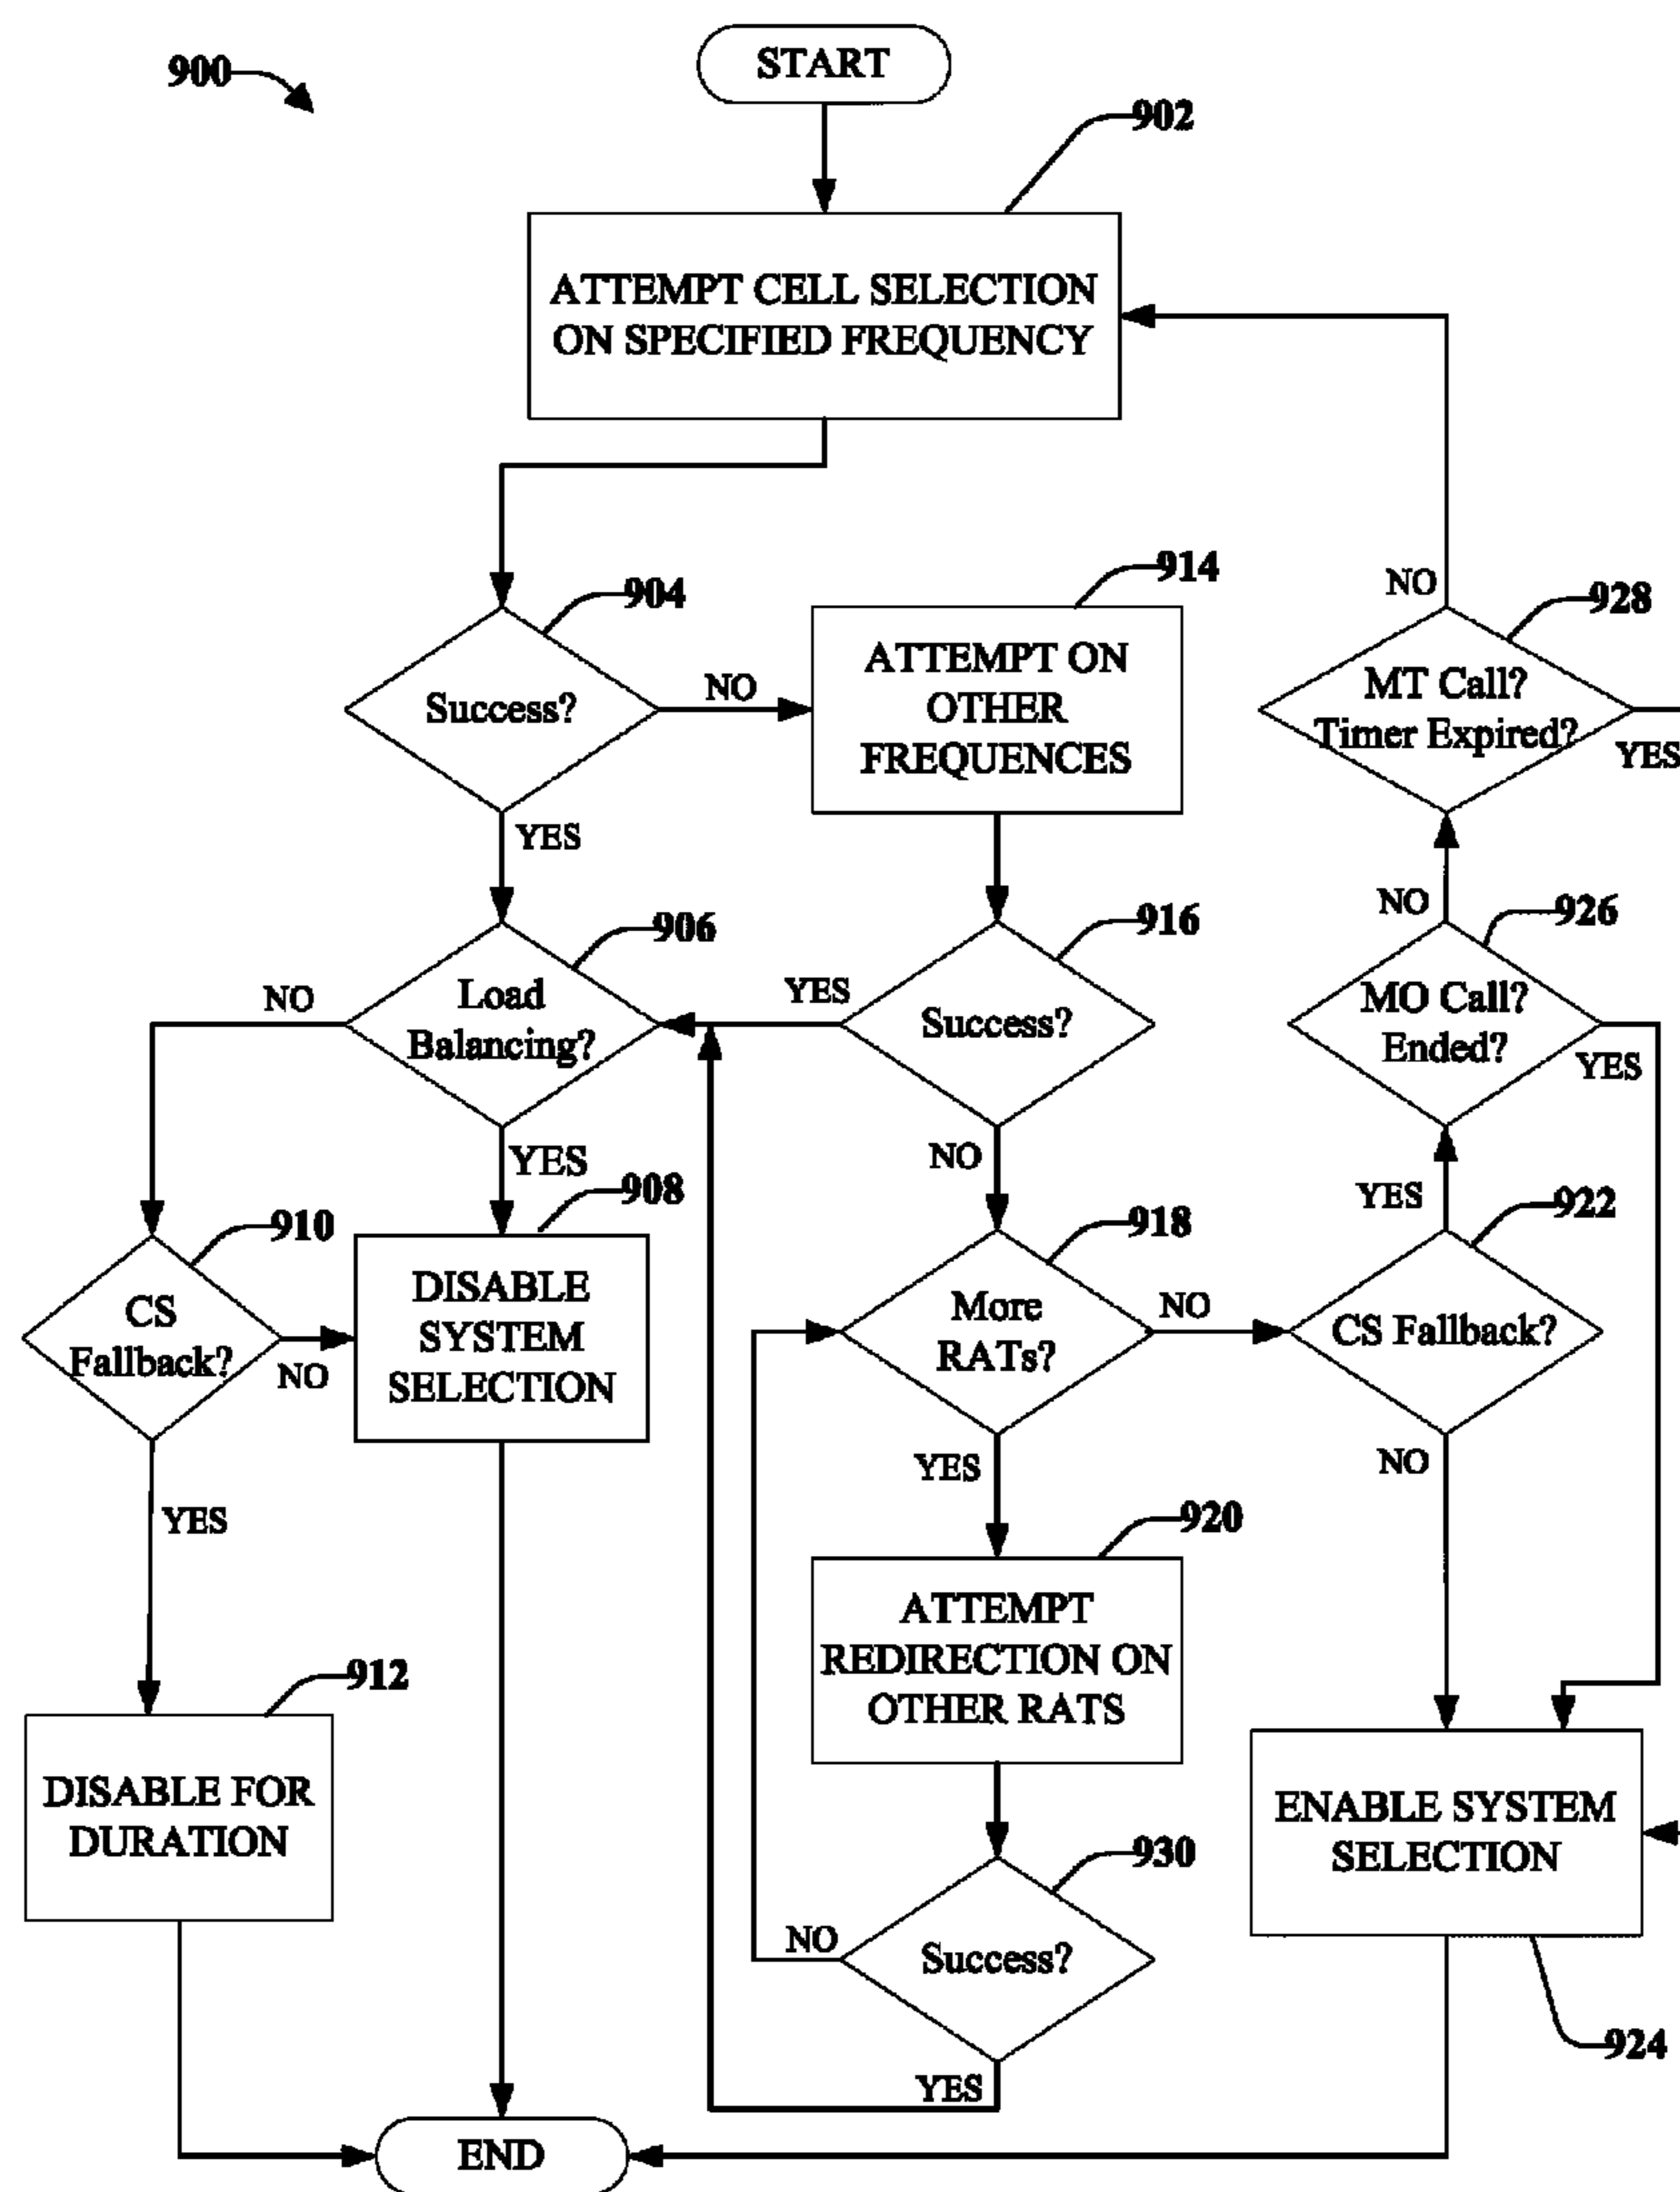 START
900
902
ATTEMPT CELL SELECTION
ON SPECIFIED FREQUENCY
904
Success?
NO
YES
914
ATTEMPT ON
OTHER
FREQUENCES
928
NO
MT Call?
Timer Expired?
YES
906
Load
Balancing?
NO
YES
916
YES
Success?
NO
926
NO
MO Call?
Ended?
YES
908
DISABLE
SYSTEM
SELECTION
910
CS
Fallback?
NO
YES
918
More
RATs?
NO
YES
922
YES
CS Fallback?
NO
912
DISABLE FOR
DURATION
920
ATTEMPT
REDIRECTION ON
OTHER RATS
930
NO
Success?
YES
ENABLE SYSTEM
SELECTION
924
END